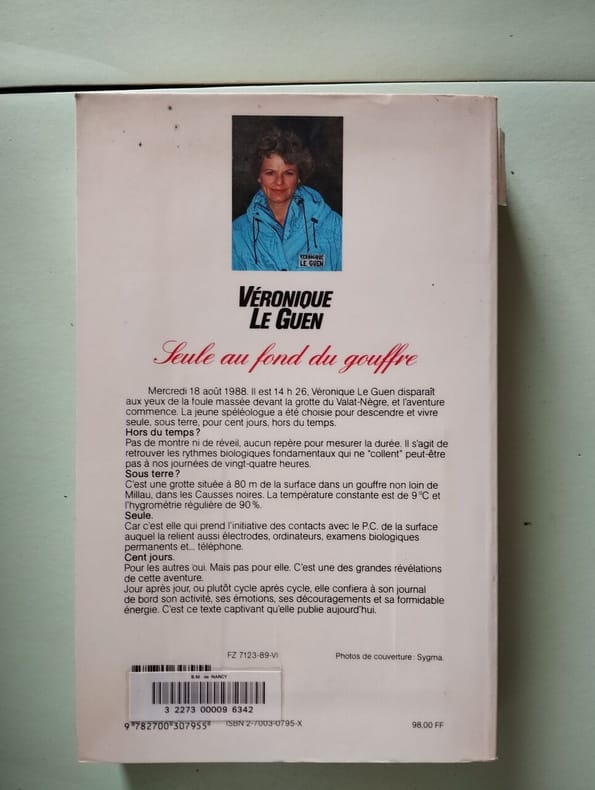 VÉRONIQUE
LE GUEN
VÉRONIQUE
LE GUEN
Seule au fond du gouffre
Mercredi 18 août 1988. Il est 14 h 26, Véronique Le Guen disparaît
aux yeux de la foule massée devant la grotte du Valat-Nègre, et l'aventure
commence. La jeune spéléologue a été choisie pour descendre et vivre
seule, sous terre, pour cent jours, hors du temps.
Hors du temps ?
Pas de montre ni de réveil, aucun repère pour mesurer la durée. Il s'agit de
retrouver les rythmes biologiques fondamentaux qui ne "collent" peut-être
pas à nos journées de vingt-quatre heures.
Sous terre ?
C'est une grotte située à 80 m de la surface dans un gouffre non loin de
Millau, dans les Causses noires. La température constante est de 9 °C et
l'hygrométrie régulière de 90 %.
Seule.
Car c'est elle qui prend l'initiative des contacts avec le P.C. de la surface
auquel la relient aussi électrodes, ordinateurs, examens biologiques
permanents et... téléphone.
Cent jours.
Pour les autres oui. Mais pas pour elle. C'est une des grandes révélations
de cette aventure.
Jour après jour, ou plutôt cycle après cycle, elle confiera à son journal
de bord son activité, ses émotions, ses découragements et sa formidable
énergie. C'est ce texte captivant qu'elle publie aujourd'hui.
FZ 7123-89-VI
Photos de couverture : Sygma.
B.M. de NANCY
3 2273 00009 6342
9 782700 307955
ISBN 2-7003-0795-X
98,00 FF